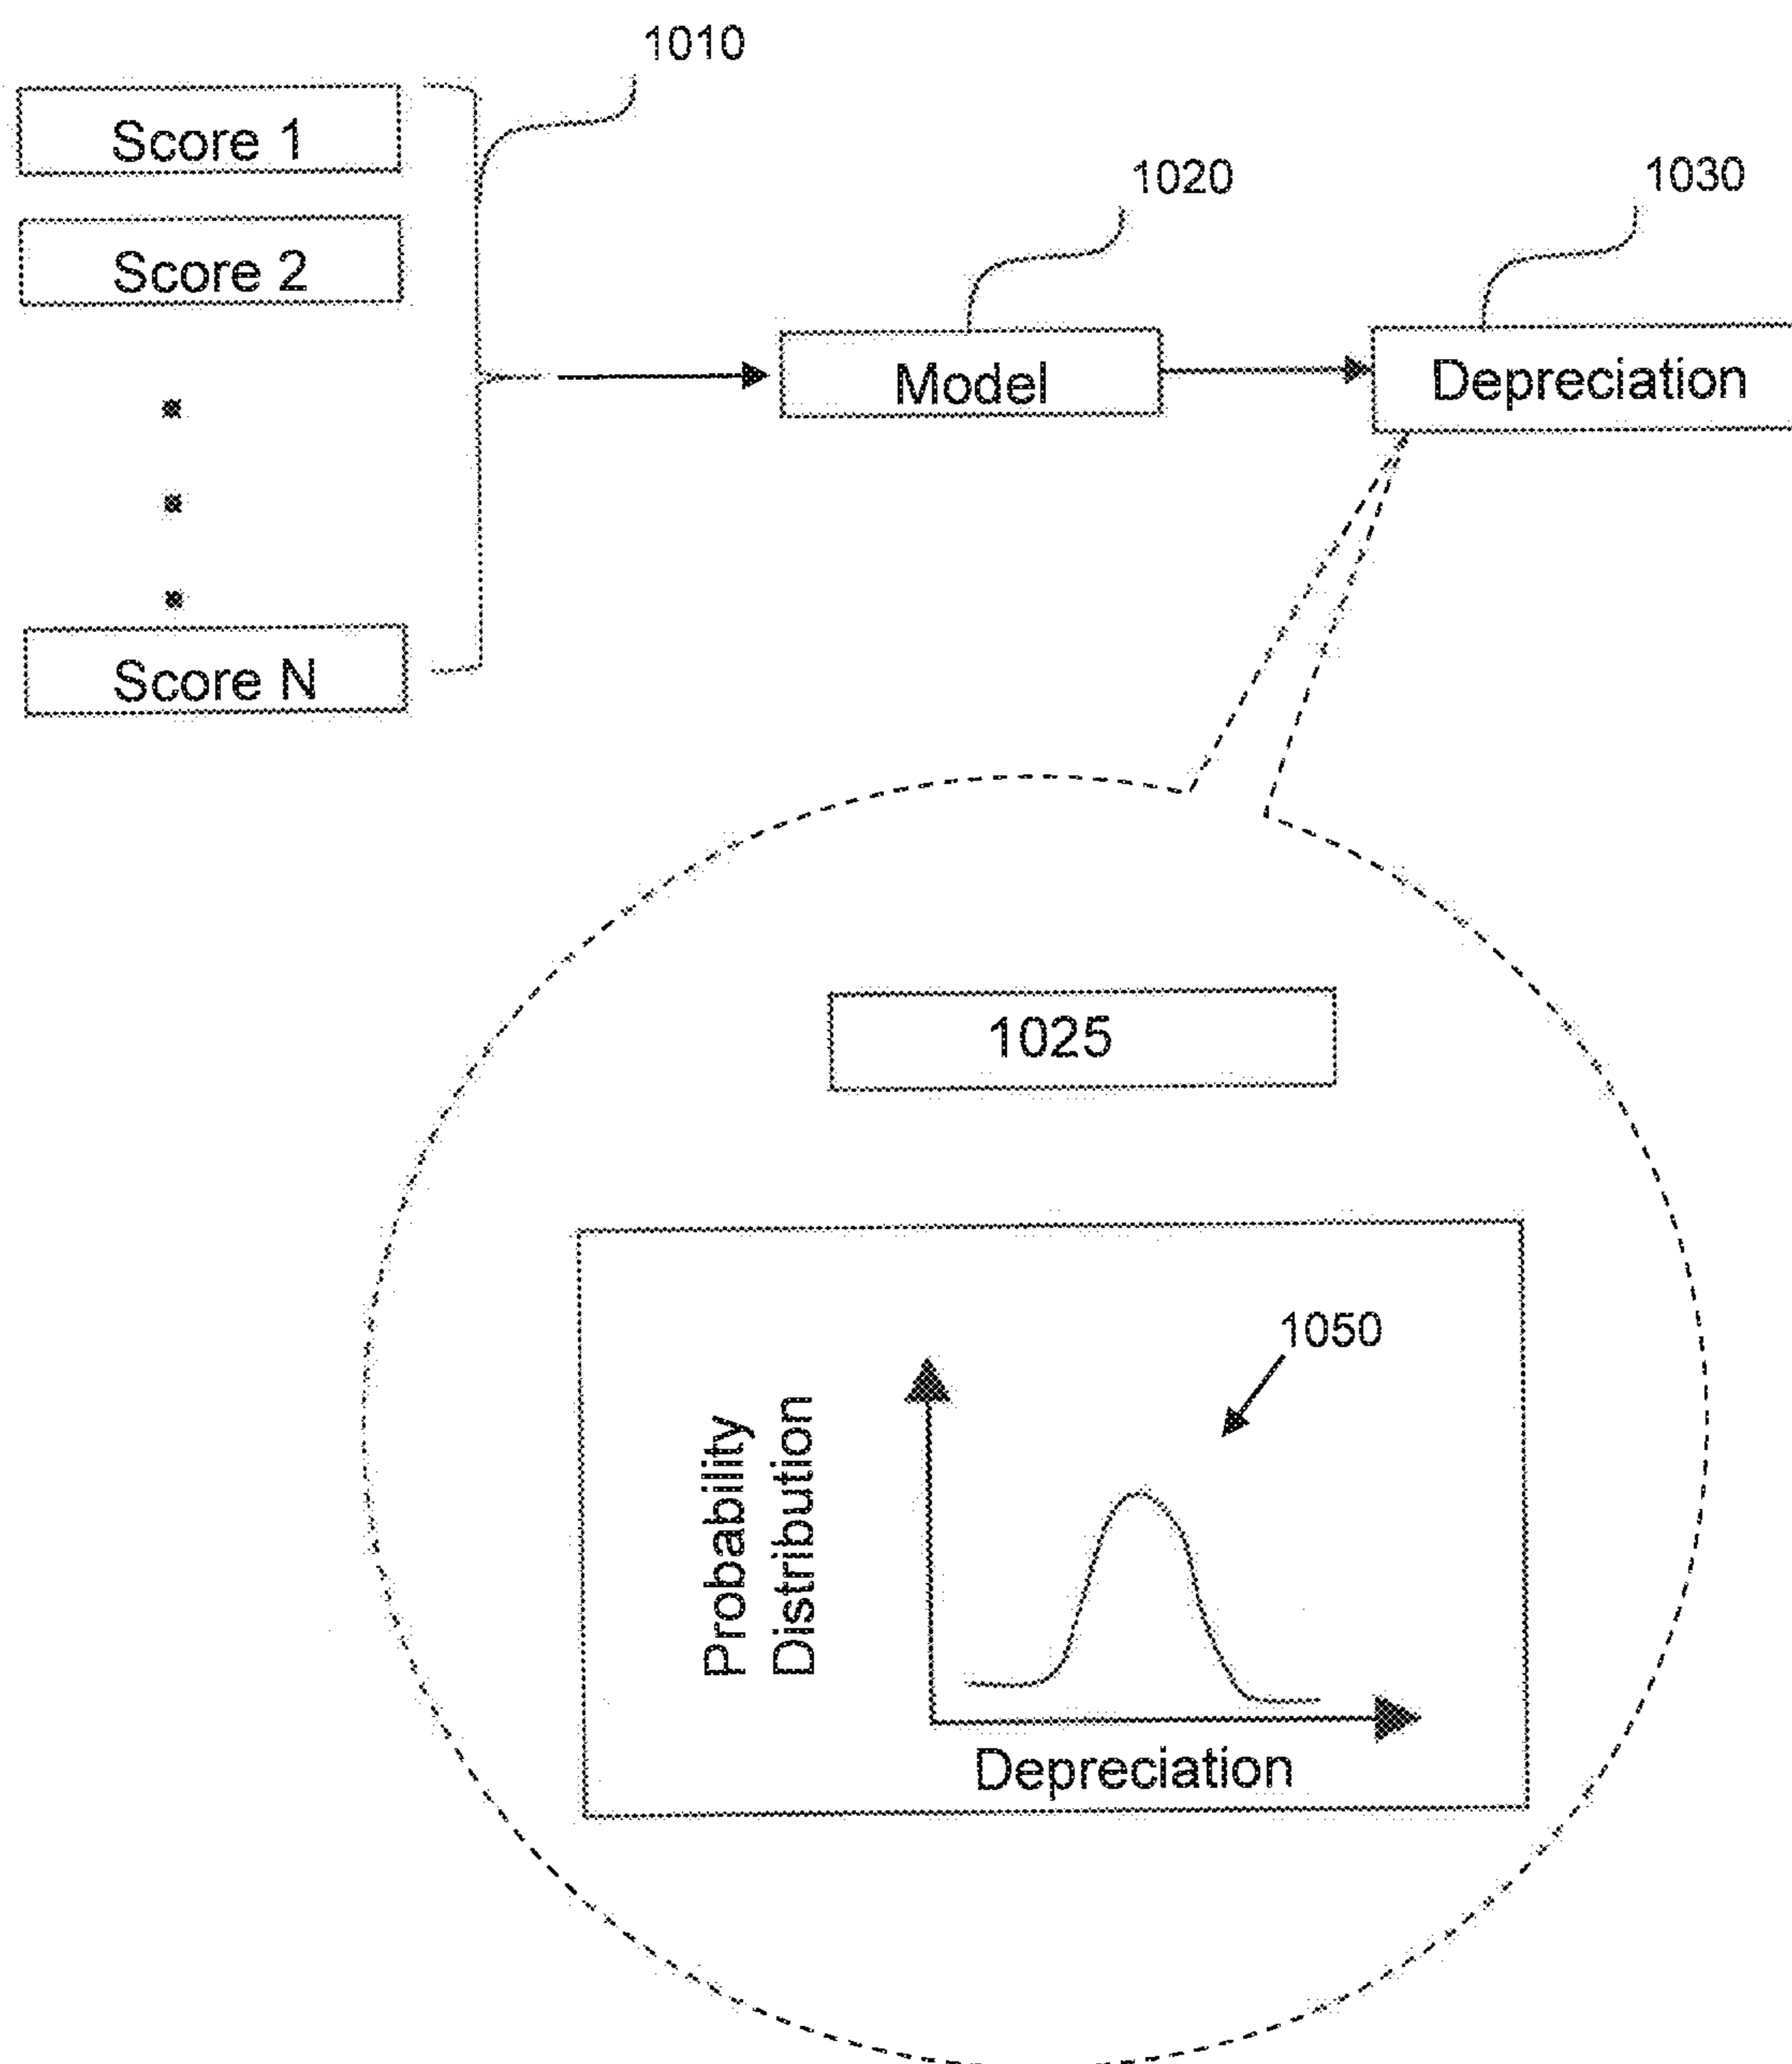 1010
Score 1
1020
1030
Score 2
Model
Depreciation
Score N
1025
1050
Probability
Distribution
Depreciation